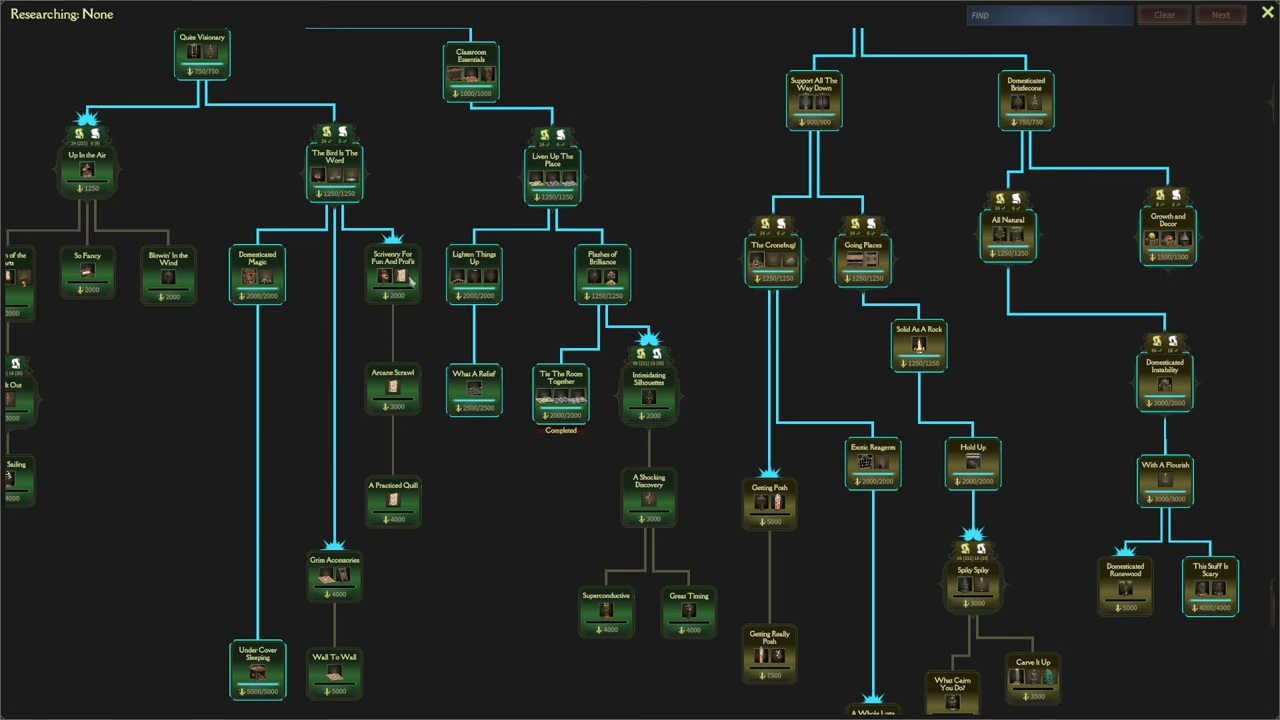 Researching: None
FIND
Clear
Next
Quite Visionary
750/750
Classroom
Essentials
1000/1000
Support All The
Way Down
900/900
Domesticated
Bristlecone
750/750
Up In the Air
1250
The Bird Is The
Word
1250/1250
Liven Up The
Place
1250/1250
The Cronebug!
1250/1250
Going Places
1250/1250
All Natural
1250/1250
Growth and
Decor
1500/1500
2000
So Fancy
2000
Blowin' In the
Wind
2000
Domesticated
Magic
2000/2000
Scrivenry For
Fun And Profit
2000
Lighten Things
Up
2000/2000
Flashes of
Brilliance
1250/1250
Solid As A Rock
1250/1250
Domesticated
Instability
2000/2000
Out
3000
Arcane Scrawl
3000
What A Relief
2500/2500
Tie The Room
Together
2000/2000
Completed
Intimidating
Silhouettes
2000
Exotic Reagents
2000/2000
Hold Up
2000/2000
With A Flourish
3000/3000
Sailing
4000
A Practiced Quill
4000
A Shocking
Discovery
3000
Getting Posh
5000
Grim Accessories
4000
Superconductive
4000
Great Timing
4000
Spiky Spiky
3000
Domesticated
Runewood
5000
This Stuff Is
Scary
4000/4000
Under Cover
Sleeping
5000/5000
Wall To Wall
5000
Getting Really
Posh
7500
What Cairn
You Do?
Carve It Up
3500
A Whole Lotta